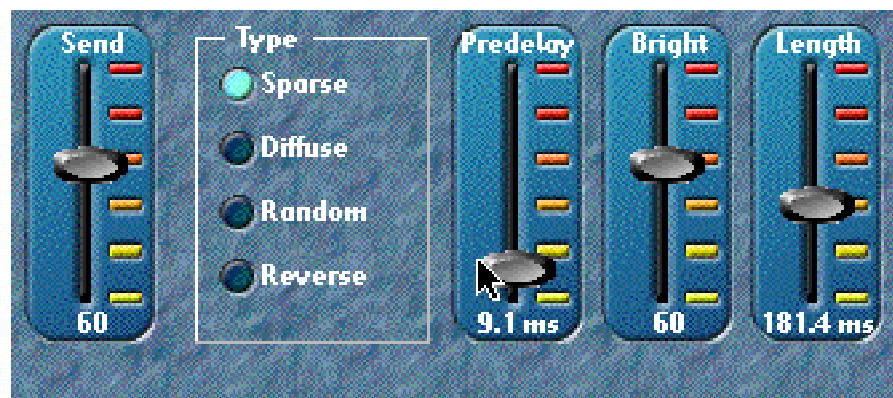 Send
60
Type
Sparse
Diffuse
Random
Reverse
Predelay
9.1 ms
Bright
60
Length
181.4 ms